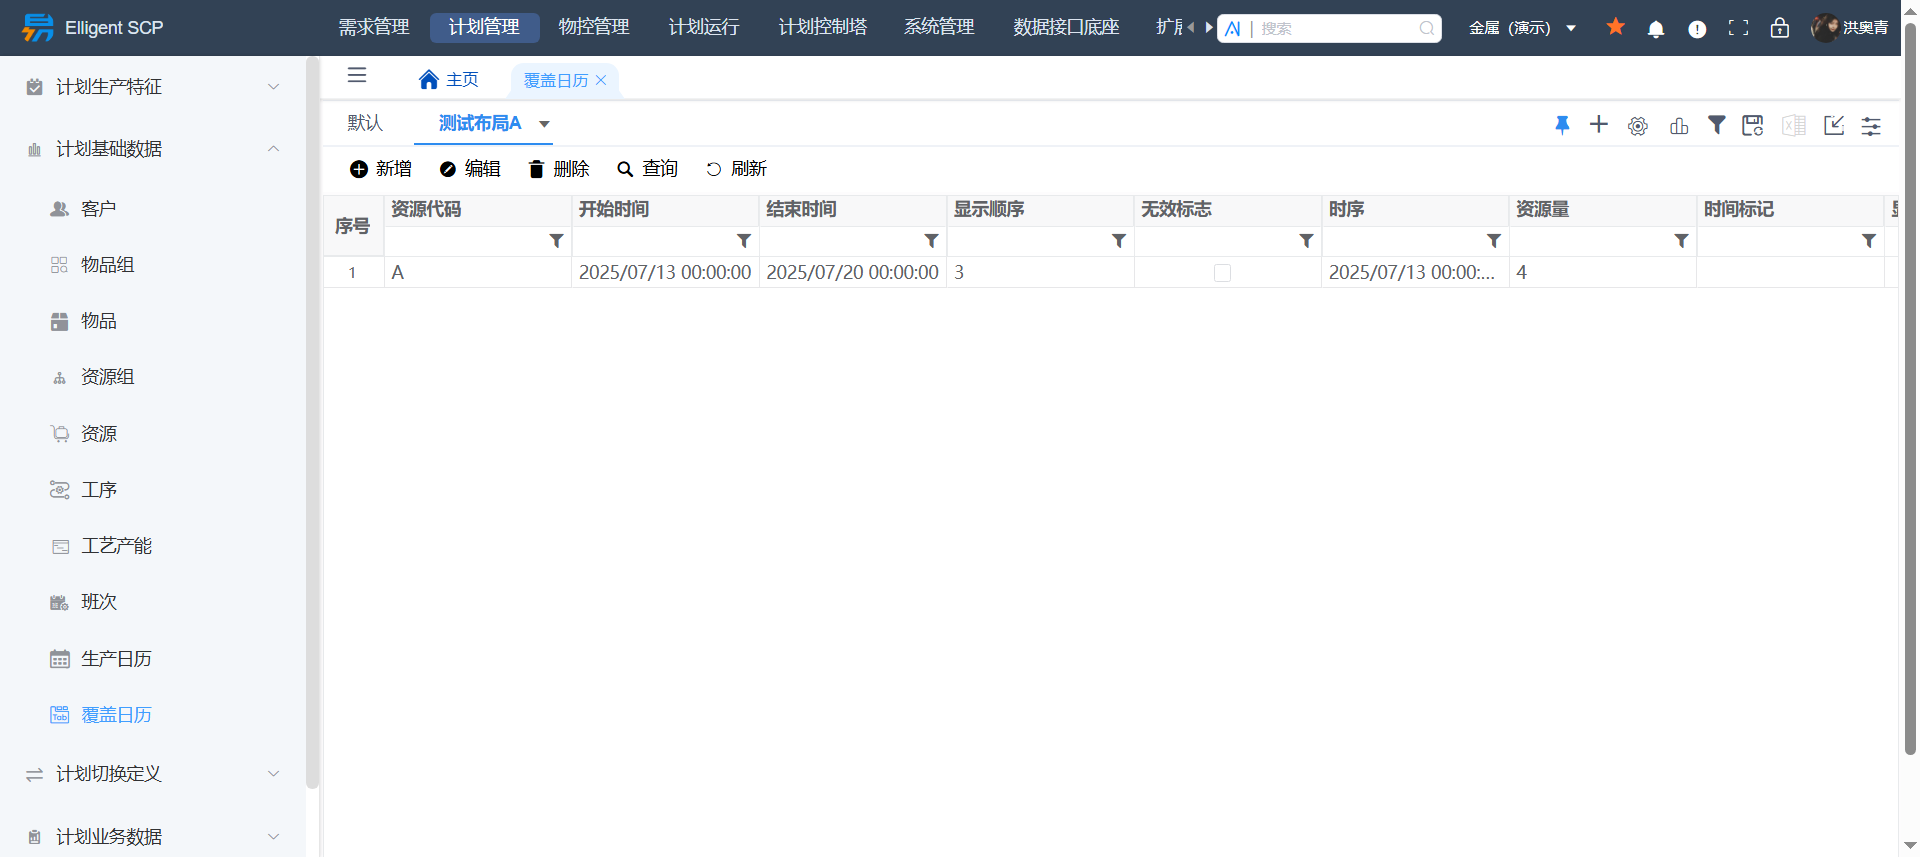 Elligent SCP
需求管理 计划管理 物控管理 计划运行 计划控制塔 系统管理 数据接口底座
搜索
金属 (演示)
洪奥青
计划生产特征
计划基础数据
客户
物品组
物品
资源组
资源
工序
工艺产能
班次
生产日历
覆盖日历
计划切换定义
计划业务数据
主页 覆盖日历
默认 测试布局A
新增 编辑 删除 查询 刷新
序号 资源代码 开始时间 结束时间 显示顺序 无效标志 时序 资源量 时间标记
1 A 2025/07/13 00:00:00 2025/07/20 00:00:00 3 2025/07/13 00:00:... 4